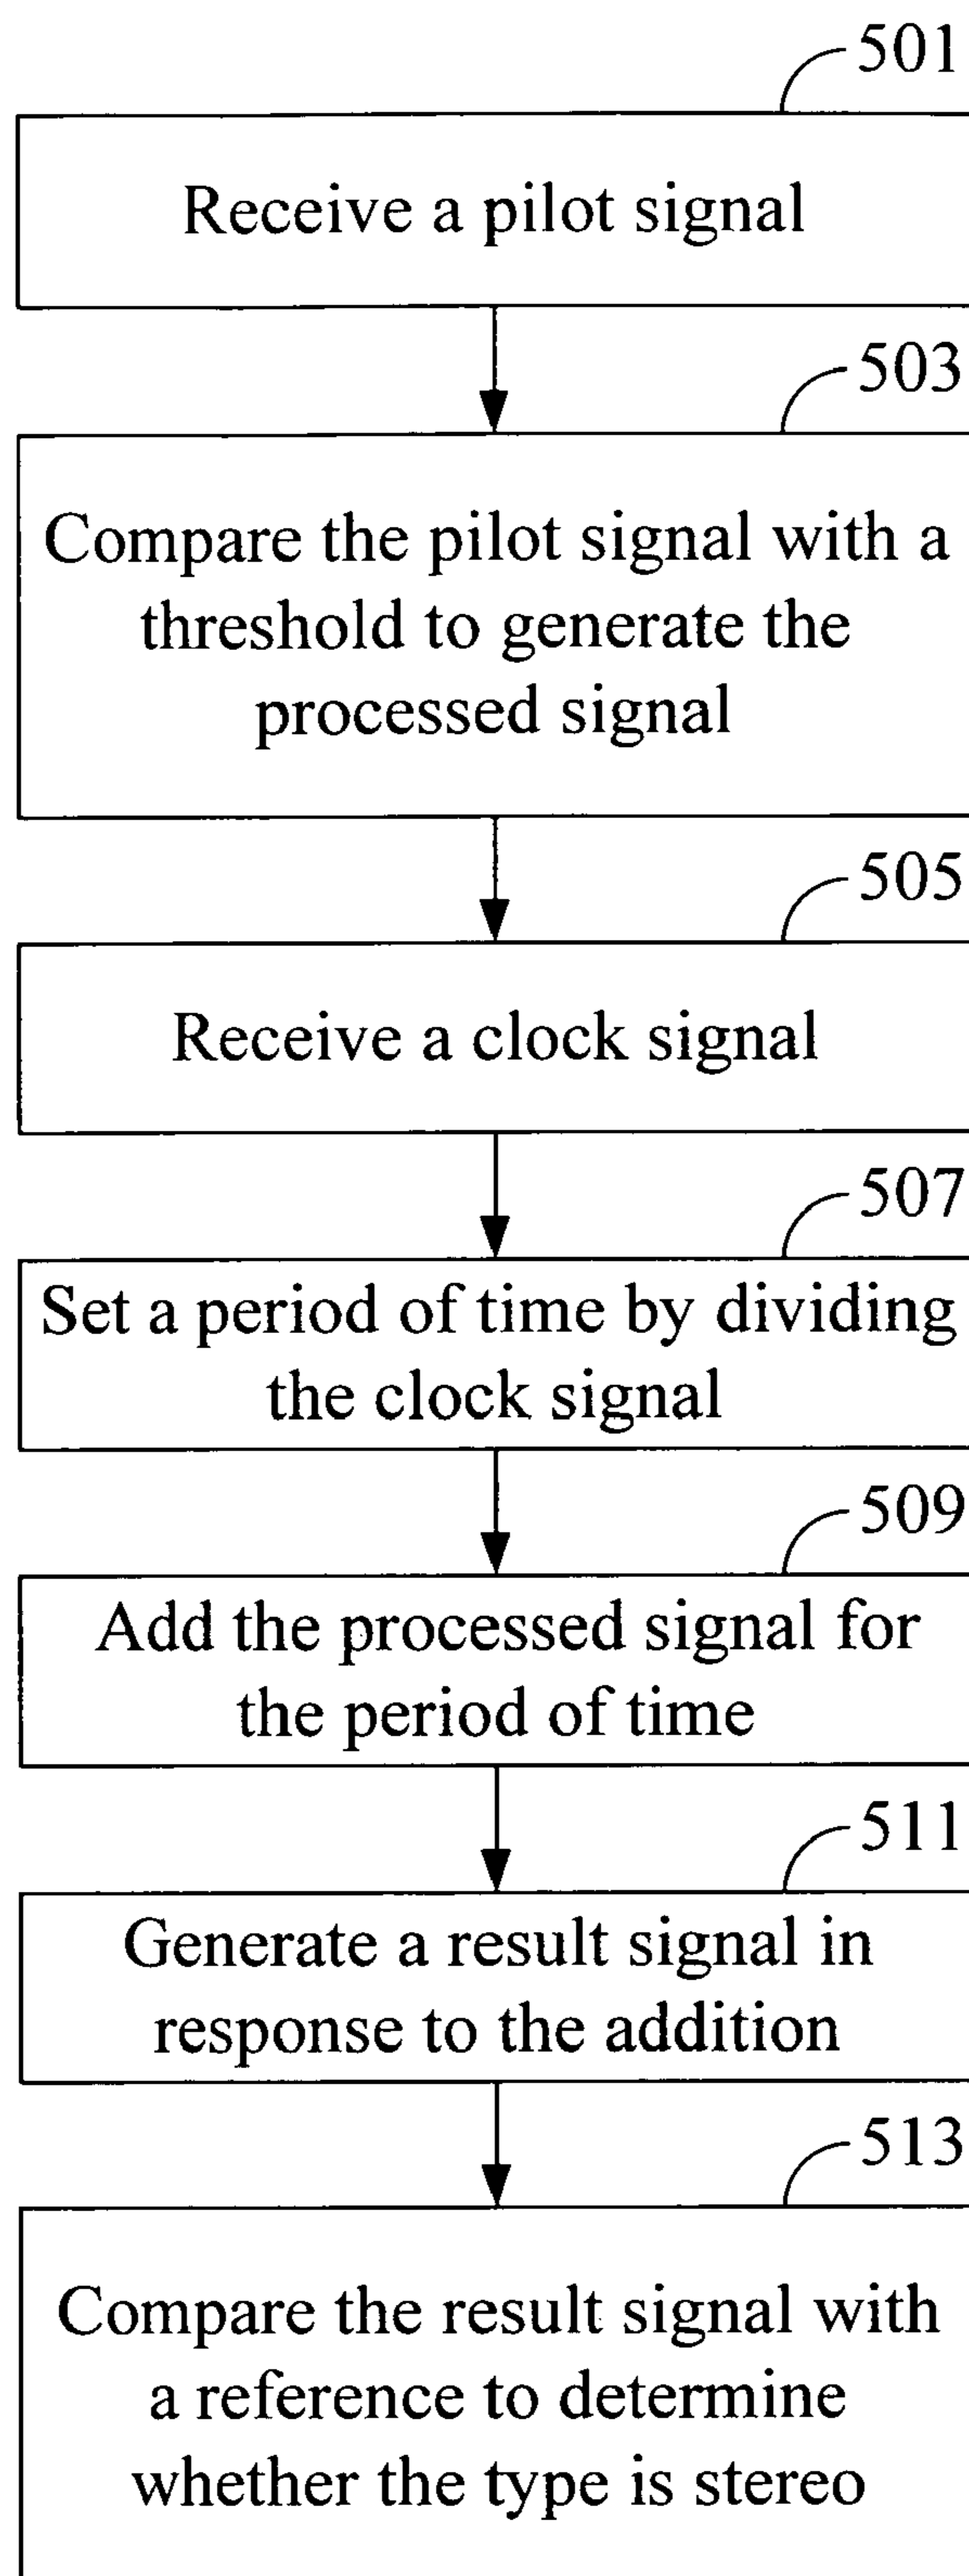 501
Receive a pilot signal
503
Compare the pilot signal with a
threshold to generate the
processed signal
505
Receive a clock signal
507
Set a period of time by dividing
the clock signal
509
Add the processed signal for
the period of time
511
Generate a result signal in
response to the addition
513
Compare the result signal with
a reference to determine
whether the type is stereo